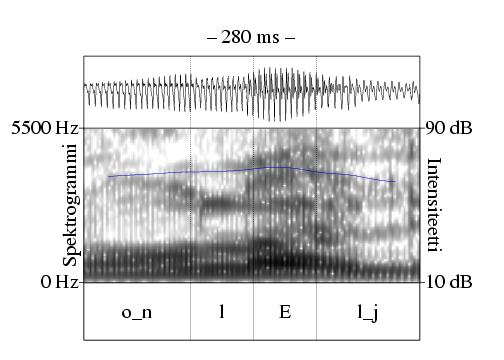 – 280 ms –
5500 Hz
90 dB
Spektrogrammi
Intensiteetti
0 Hz
10 dB
o_n
l
E
l_j